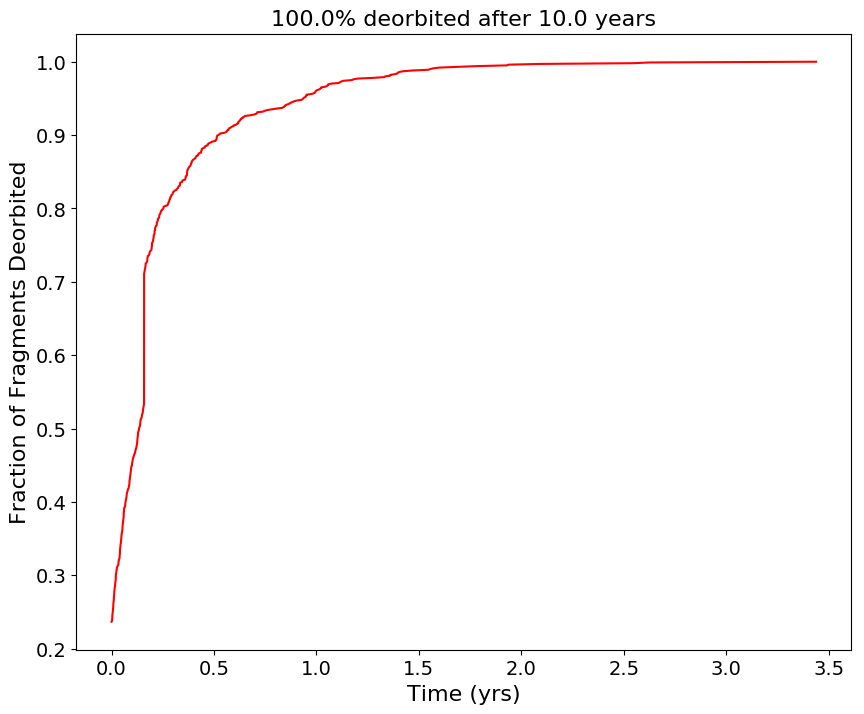 100.0% deorbited after 10.0 years
Fraction of Fragments Deorbited
1.0
0.9
0.8
0.7
0.6
0.5
0.4
0.3
0.2
0.0 0.5 1.0 1.5 2.0 2.5 3.0 3.5
Time (yrs)